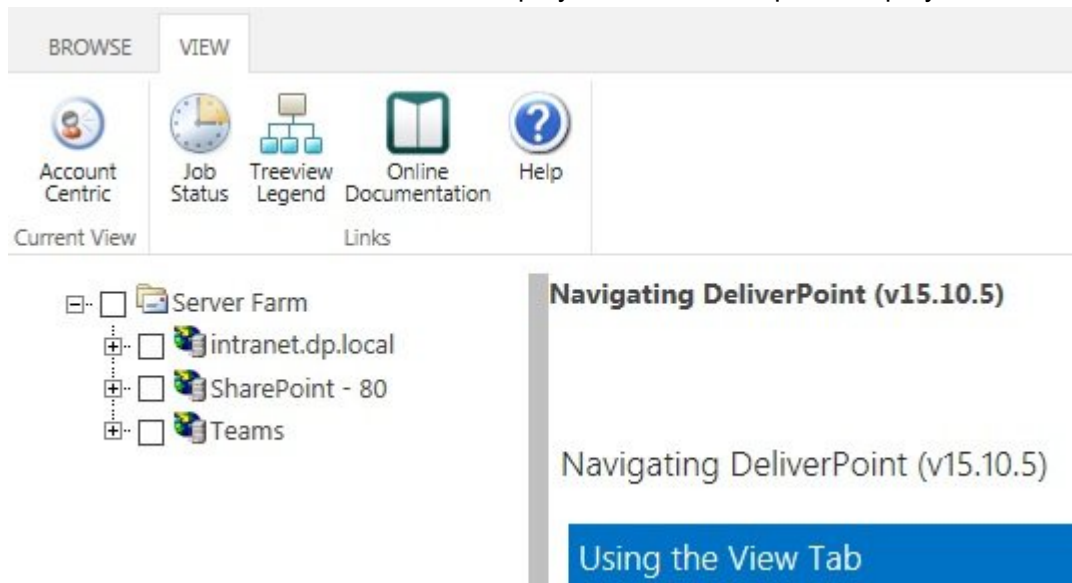 BROWSE VIEW
Account
Centric
Job
Status
Treeview
Legend
Online
Documentation
Help
Current View
Links
Server Farm
intranet.dp.local
SharePoint - 80
Teams
Navigating DeliverPoint (v15.10.5)
Navigating DeliverPoint (v15.10.5)
Using the View Tab